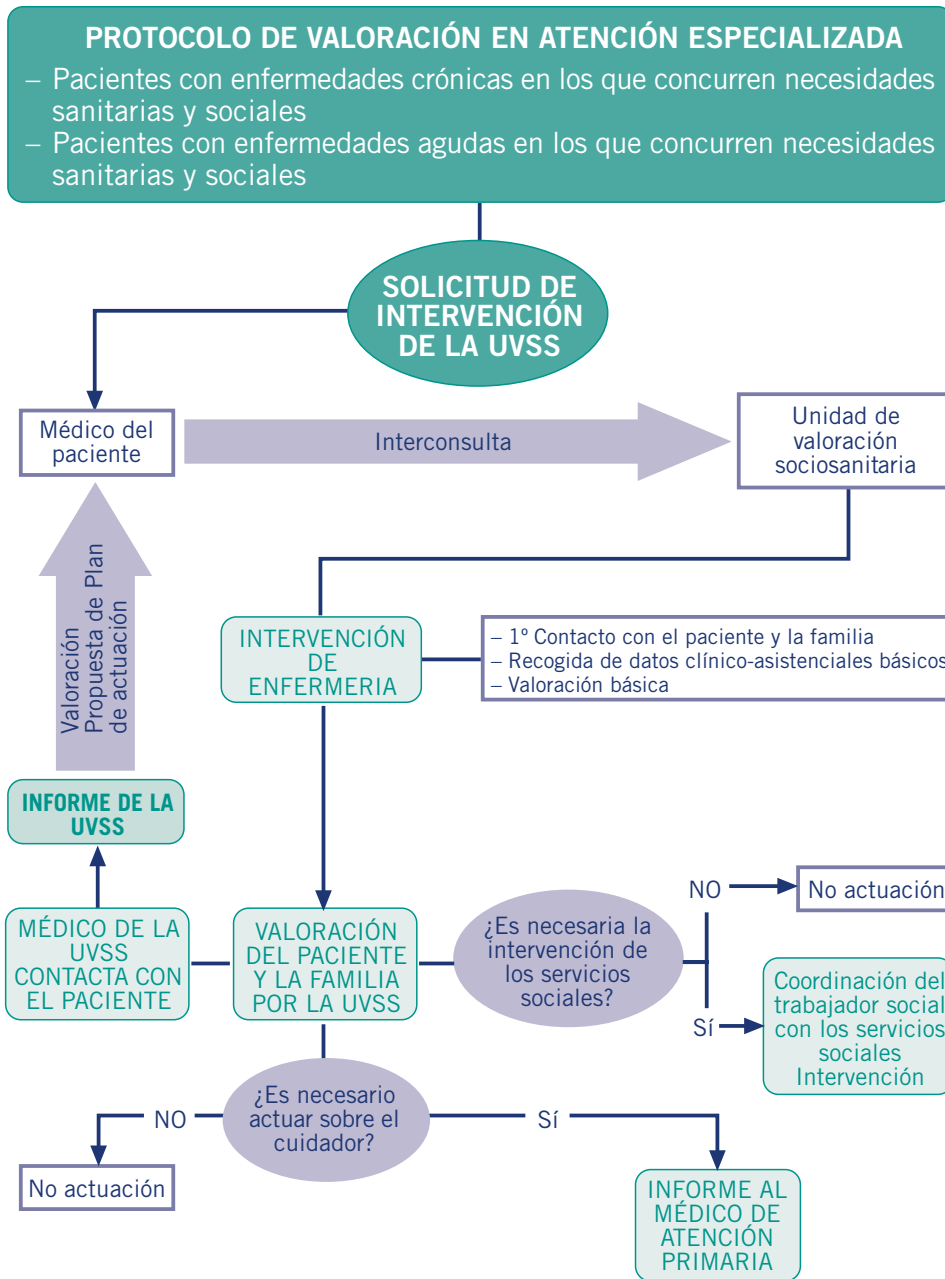 PROTOCOLO DE VALORACIÓN EN ATENCIÓN ESPECIALIZADA
– Pacientes con enfermedades crónicas en los que concurren necesidades
sanitarias y sociales
– Pacientes con enfermedades agudas en los que concurren necesidades
sanitarias y sociales
SOLICITUD DE
INTERVENCIÓN
DE LA UVSS
Médico del
paciente
Interconsulta
Unidad de
valoración
sociosanitaria
Valoración
Propuesta de Plan
de actuación
INTERVENCIÓN
DE
ENFERMERIA
– 1º Contacto con el paciente y la familia
– Recogida de datos clínico-asistenciales básicos
– Valoración básica
INFORME DE LA
UVSS
MÉDICO DE LA
UVSS
CONTACTA CON
EL PACIENTE
VALORACIÓN
DEL PACIENTE
Y LA FAMILIA
POR LA UVSS
¿Es necesaria la
intervención de
los servicios
sociales?
NO
No actuación
Sí
Coordinación del
trabajador social
con los servicios
sociales
Intervención
¿Es necesario
actuar sobre el
cuidador?
NO
No actuación
Sí
INFORME AL
MÉDICO DE
ATENCIÓN
PRIMARIA